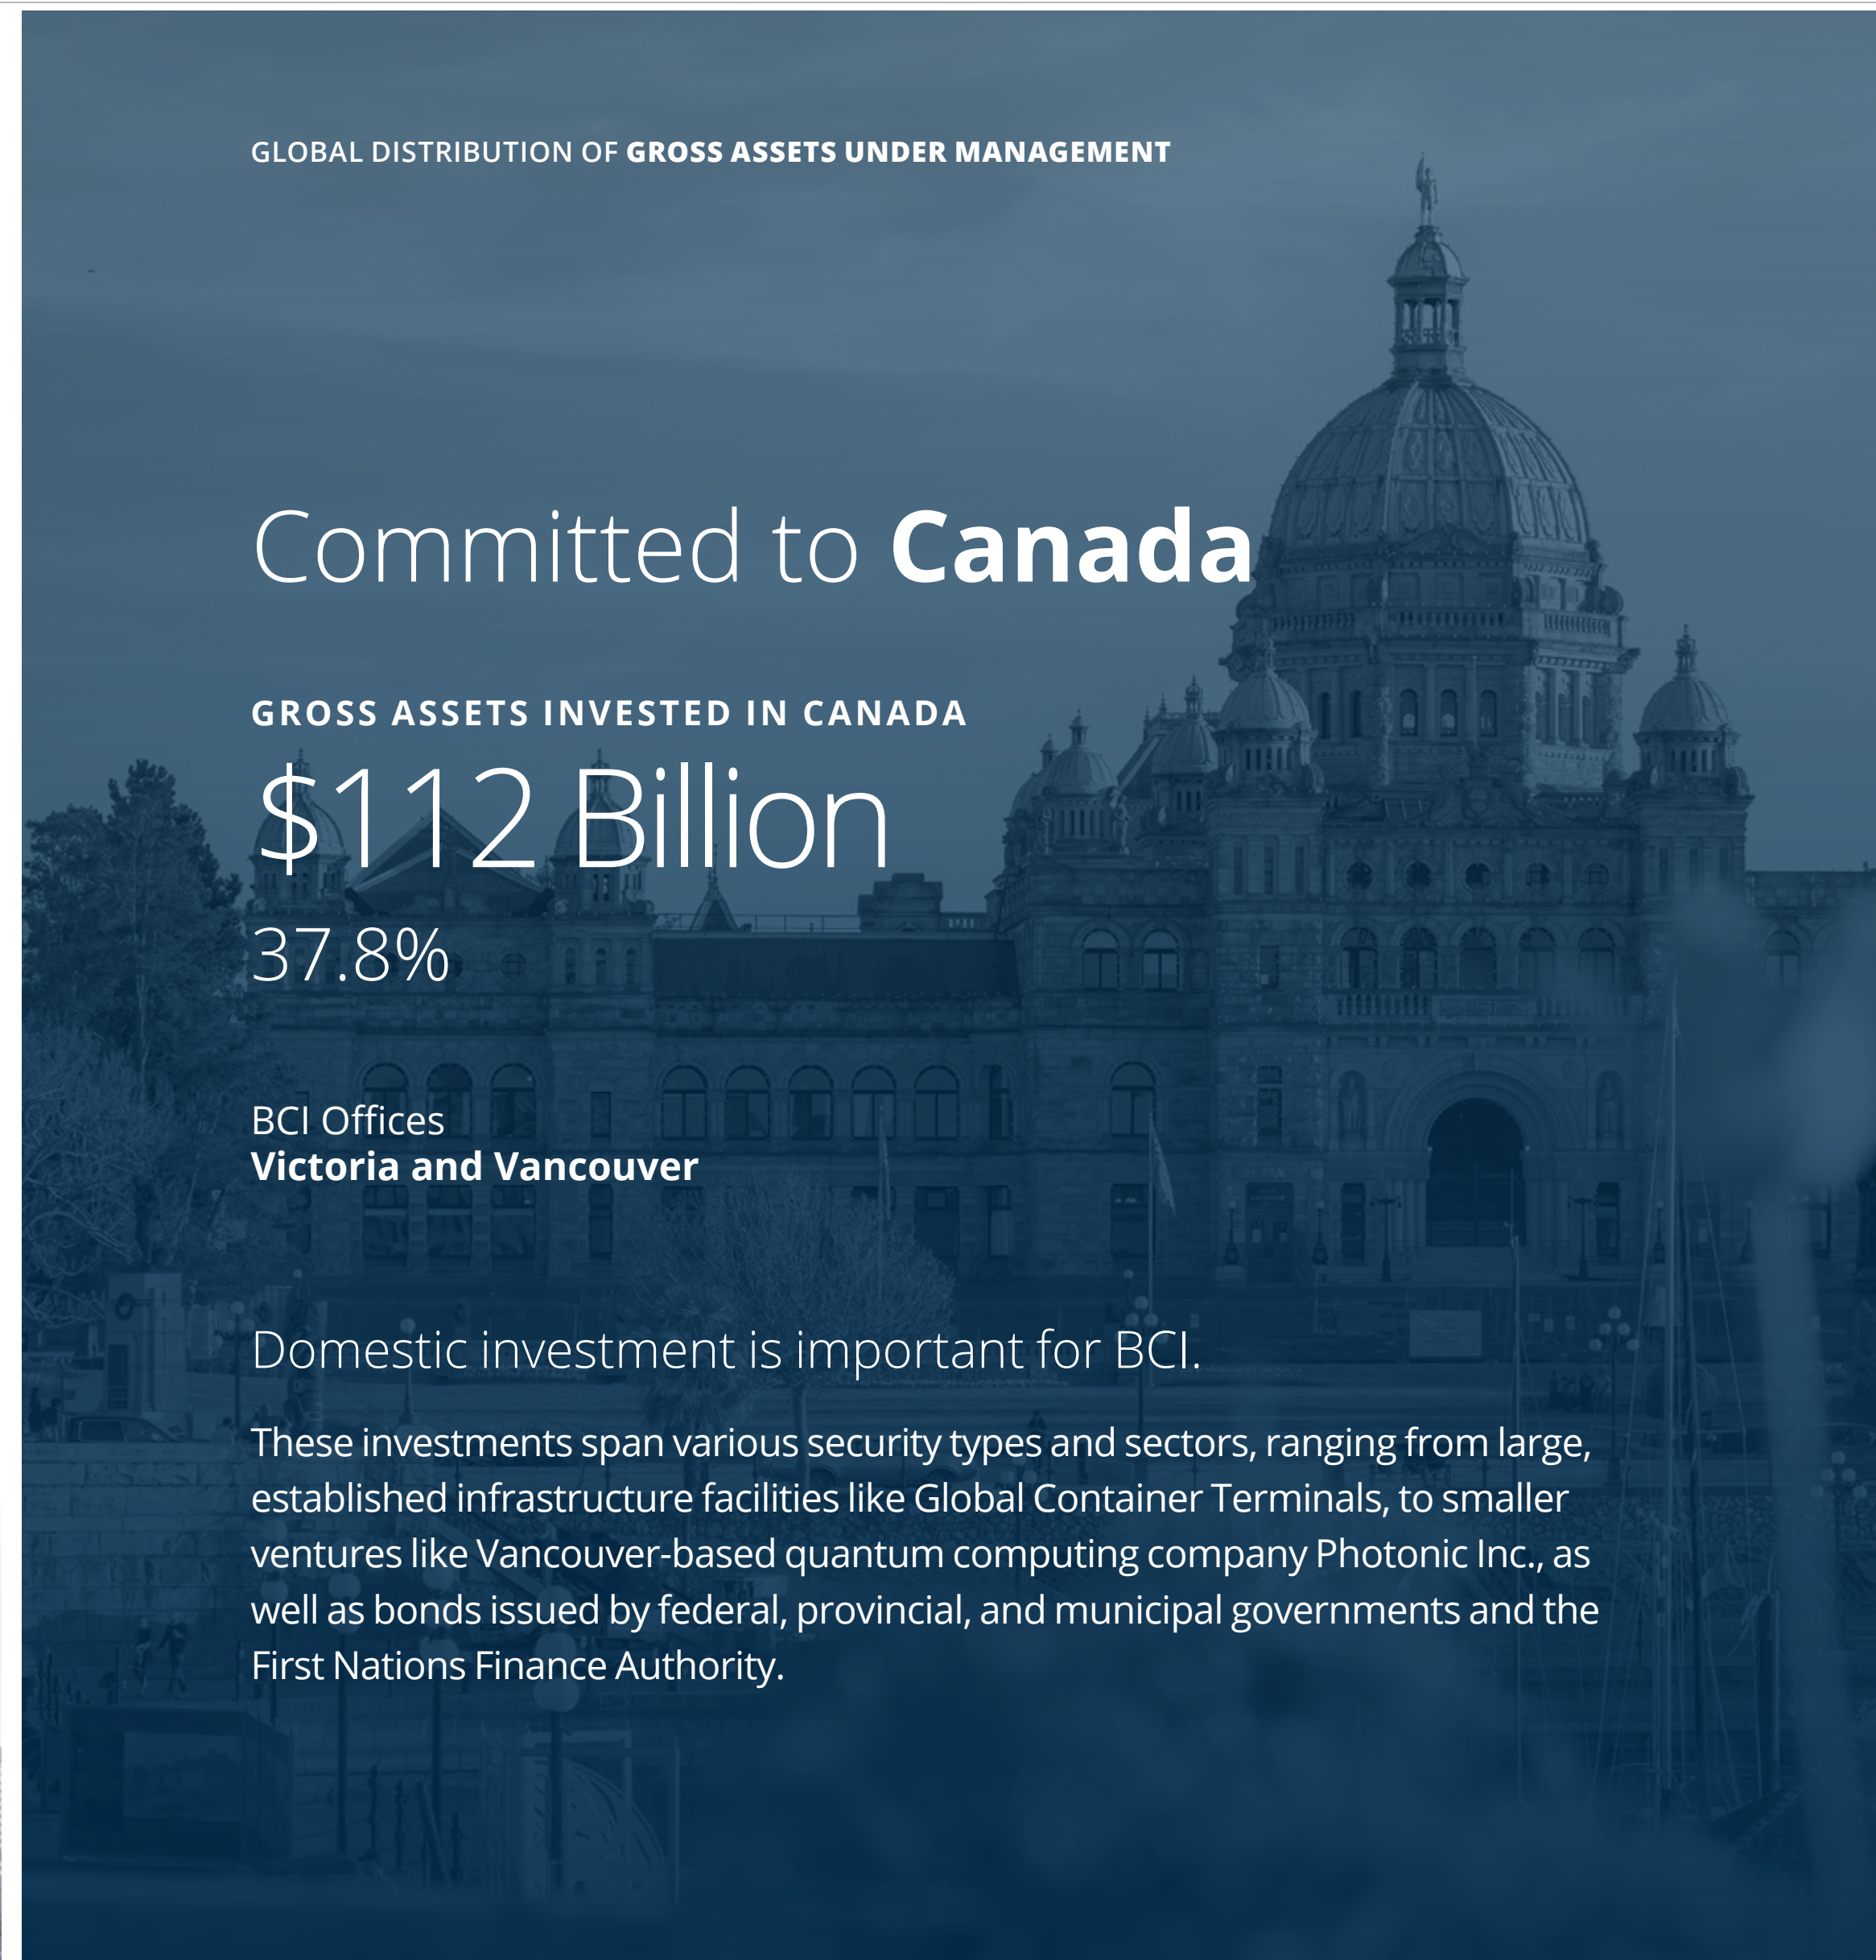 GLOBAL DISTRIBUTION OF GROSS ASSETS UNDER MANAGEMENT
Committed to Canada
GROSS ASSETS INVESTED IN CANADA
$112 Billion
37.8%
BCI Offices
Victoria and Vancouver
Domestic investment is important for BCI.
These investments span various security types and sectors, ranging from large,
established infrastructure facilities like Global Container Terminals, to smaller
ventures like Vancouver-based quantum computing company Photonic Inc., as
well as bonds issued by federal, provincial, and municipal governments and the
First Nations Finance Authority.